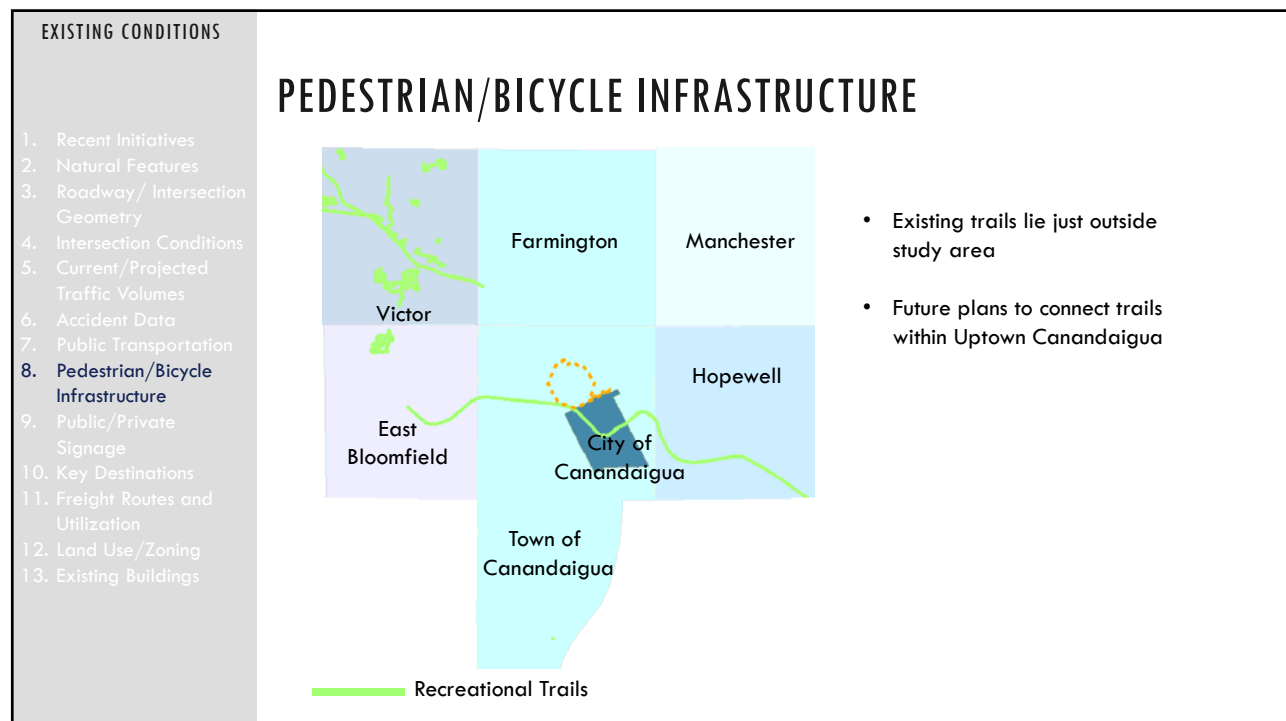 EXISTING CONDITIONS
1. Recent Initiatives
2. Natural Features
3. Roadway/ Intersection
Geometry
4. Intersection Conditions
5. Current/Projected
Traffic Volumes
6. Accident Data
7. Public Transportation
8. Pedestrian/Bicycle
Infrastructure
9. Public/Private
Signage
10. Key Destinations
11. Freight Routes and
Utilization
12. Land Use/Zoning
13. Existing Buildings
PEDESTRIAN/BICYCLE INFRASTRUCTURE
Farmington
Manchester
Victor
Hopewell
East
Bloomfield
City of
Canandaigua
Town of
Canandaigua
Recreational Trails
• Existing trails lie just outside
study area
• Future plans to connect trails
within Uptown Canandaigua